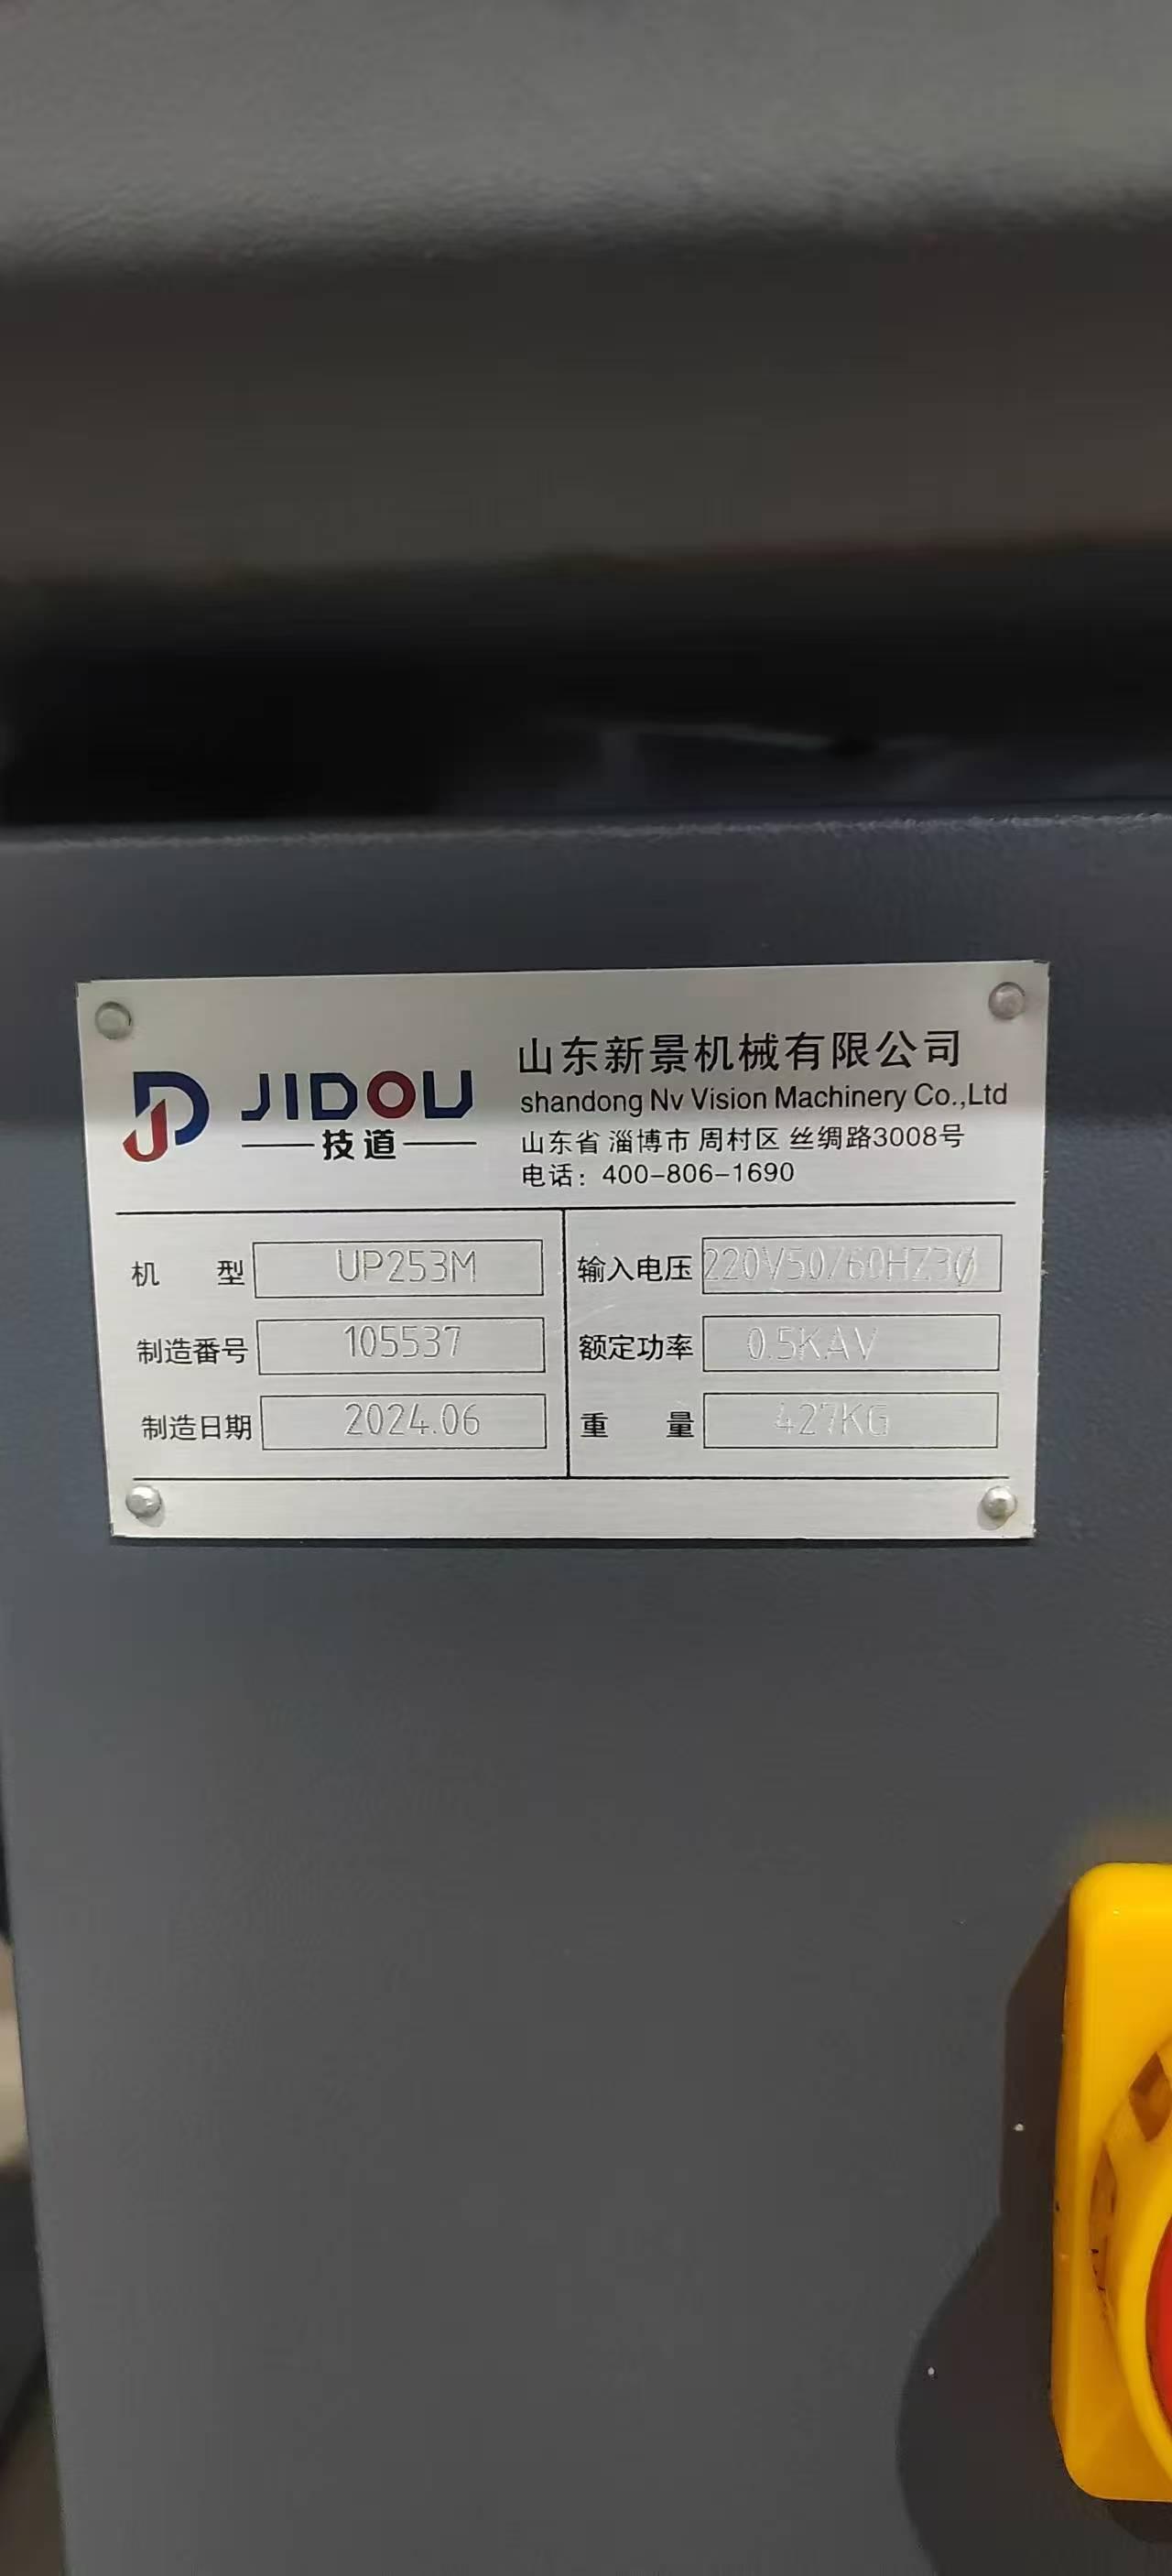 JIDOU
技道
山东新景机械有限公司
shandong Nv Vision Machinery Co.,Ltd
山东省 淄博市 周村区 丝绸路3008号
电话：400-806-1690
机 型 UP253M
制造番号 105537
制造日期 2024.06
输入电压 220V50/60HZ3Ø
额定功率 0.5KAV
重 量 427KG